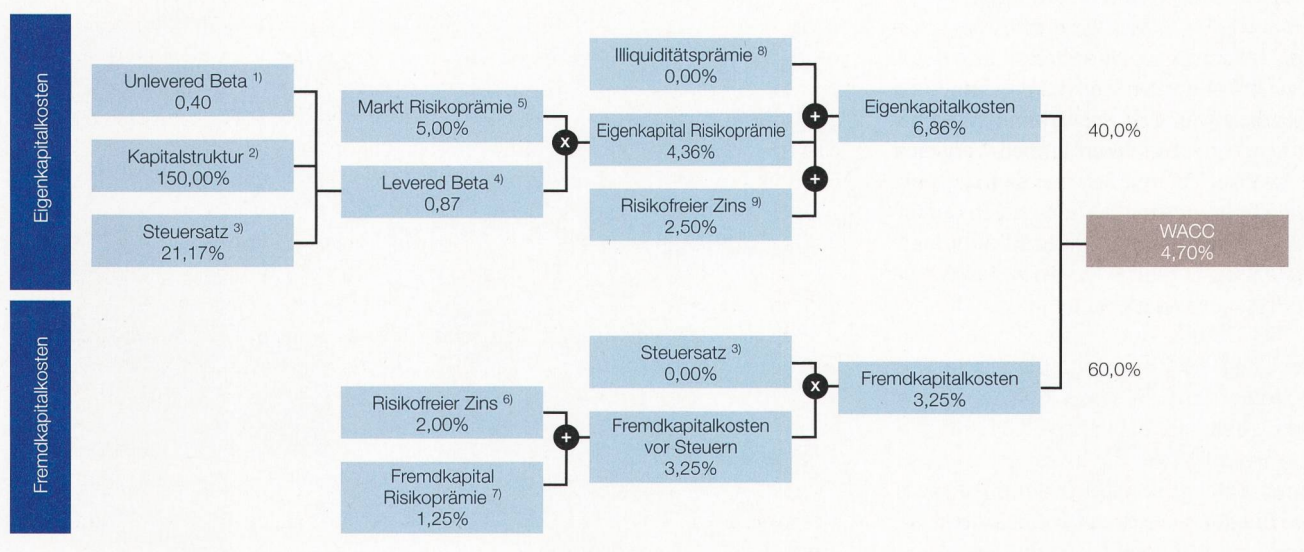 Eigenkapitalkosten
Unlevered Beta 1)
0,40
Kapitalstruktur 2)
150,00%
Steuersatz 3)
21,17%
Markt Risikoprämie 5)
5,00%
x
Levered Beta 4)
0,87
Illiquiditätsprämie 8)
0,00%
+
Eigenkapital Risikoprämie
4,36%
+
Risikofreier Zins 9)
2,50%
Eigenkapitalkosten
6,86%
40,0%
WACC
4,70%
Fremdkapitalkosten
Risikofreier Zins 6)
2,00%
+
Fremdkapital
Risikoprämie 7)
1,25%
Steuersatz 3)
0,00%
x
Fremdkapitalkosten
vor Steuern
3,25%
Fremdkapitalkosten
3,25%
60,0%